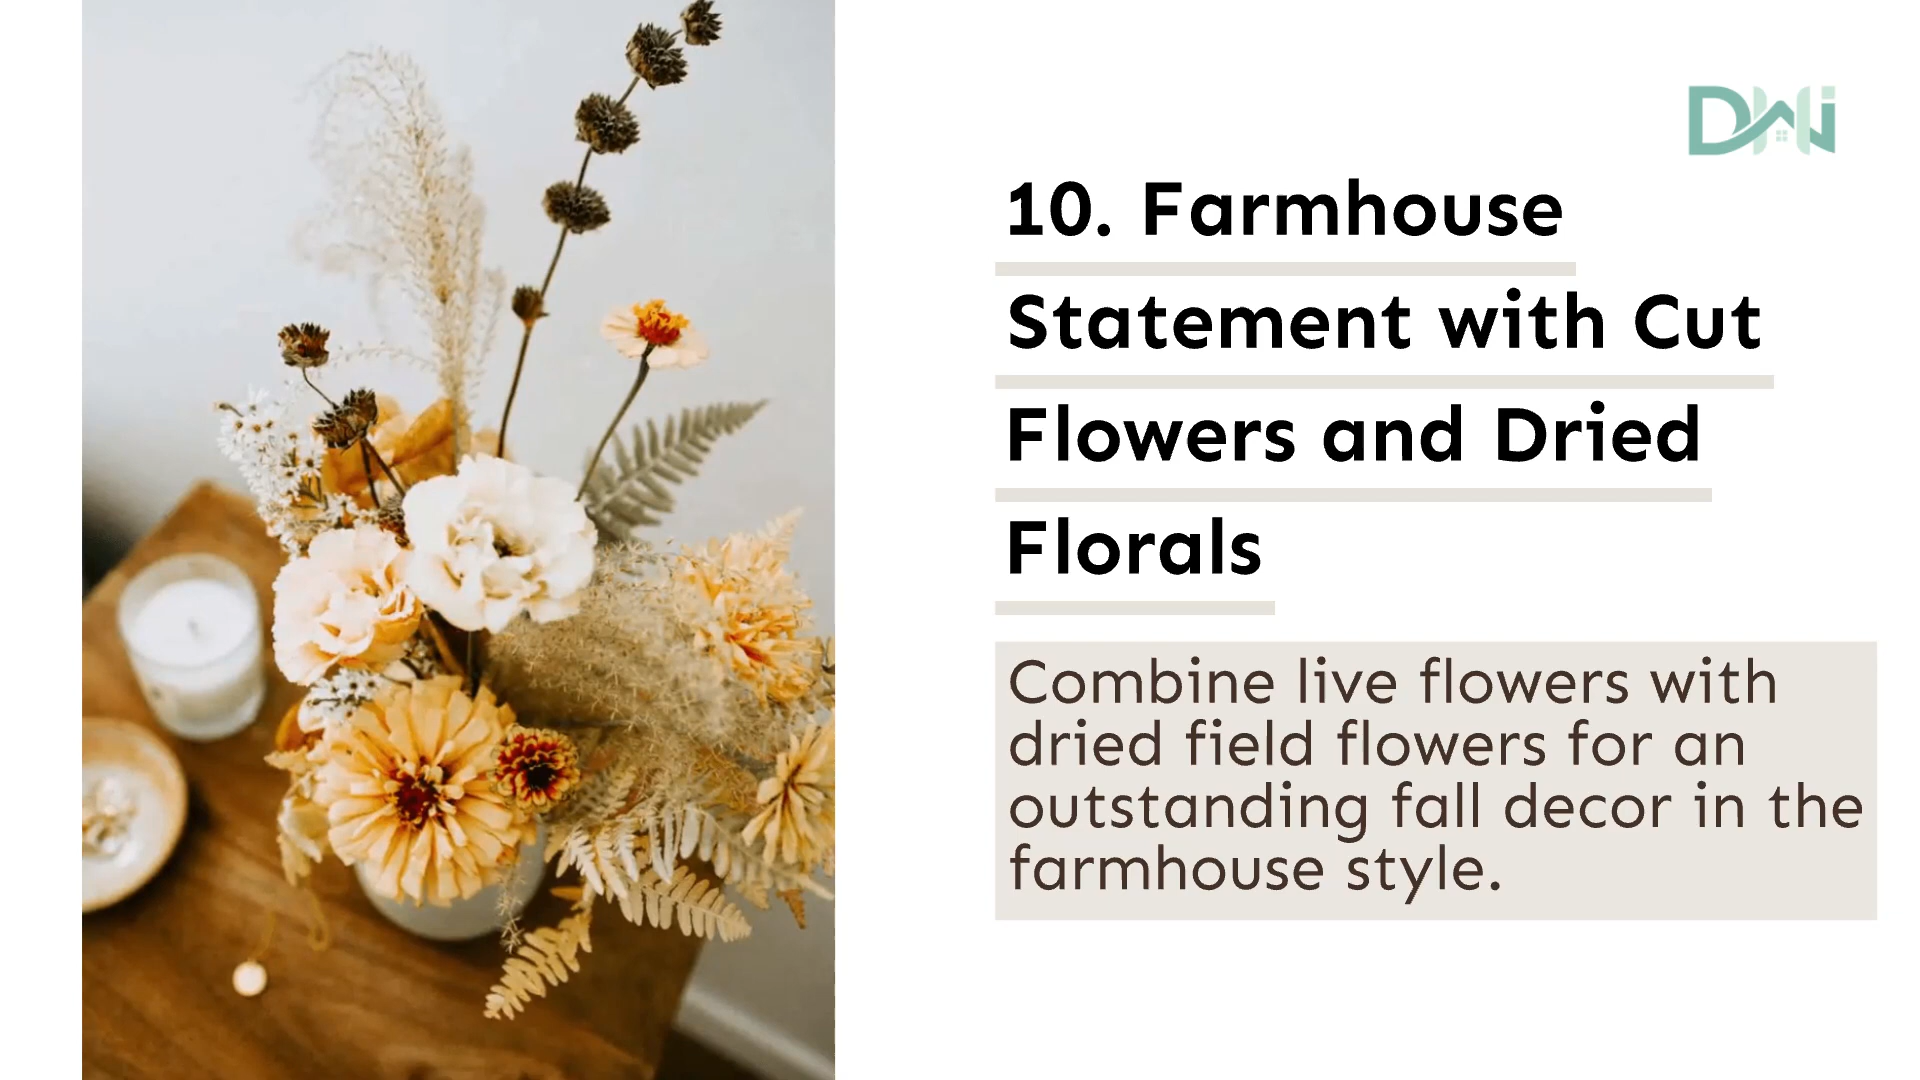 DHI
10. Farmhouse
Statement with Cut
Flowers and Dried
Florals
Combine live flowers with
dried field flowers for an
outstanding fall decor in the
farmhouse style.